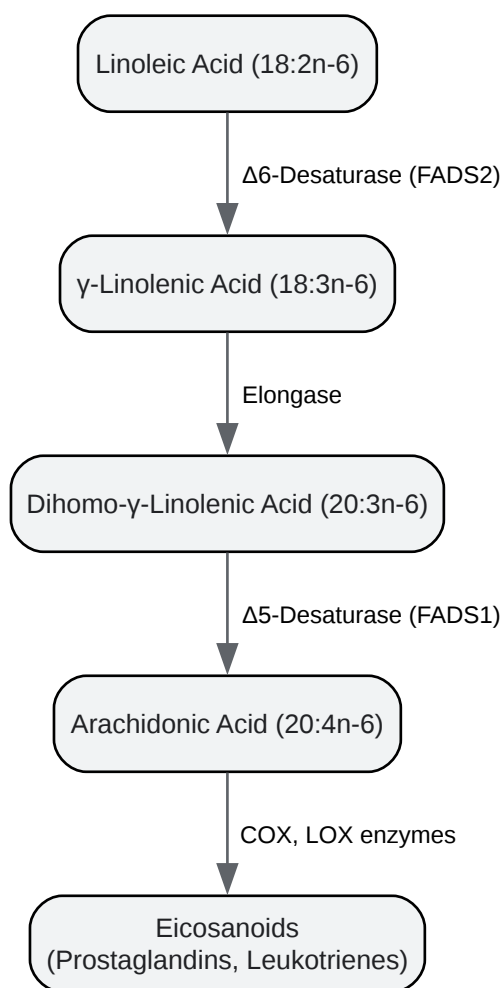 Linoleic Acid (18:2n-6)
Δ6-Desaturase (FADS2)
γ-Linolenic Acid (18:3n-6)
Elongase
Dihomo-γ-Linolenic Acid (20:3n-6)
Δ5-Desaturase (FADS1)
Arachidonic Acid (20:4n-6)
COX, LOX enzymes
Eicosanoids
(Prostaglandins, Leukotrienes)